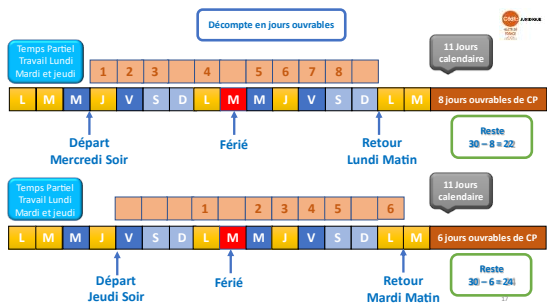 Décompte en jours ouvrables
JURIDIQUE
Temps Partiel
Travail Lundi
Mardi et jeudi
11 Jours
calendaire
1 2 3 4 5 6 7 8
L M M J V S D L M M J V S D L M
8 jours ouvrables de CP
Départ
Mercredi Soir
Férié
Retour
Lundi Matin
Reste
30 – 8 = 22
Temps Partiel
Travail Lundi
Mardi et jeudi
11 Jours
calendaire
1 2 3 4 5 6
L M M J V S D L M M J V S D L M
6 jours ouvrables de CP
Départ
Jeudi Soir
Férié
Retour
Mardi Matin
Reste
30 – 6 = 24
17